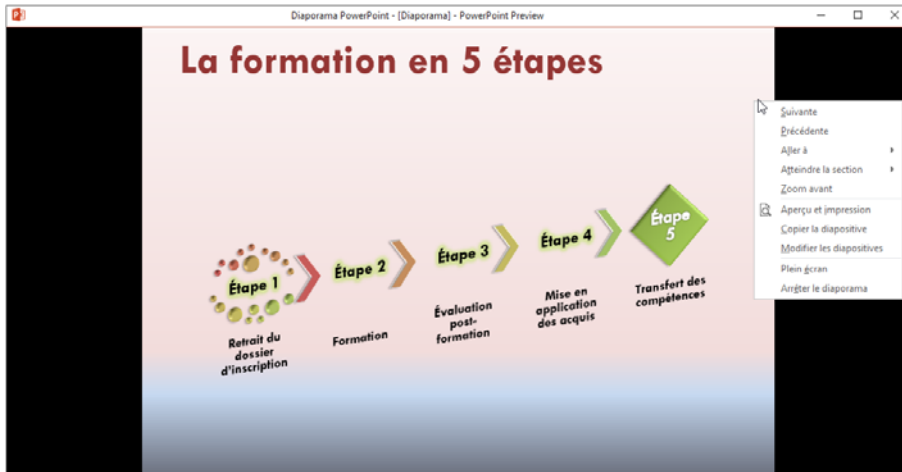 Diaporama PowerPoint - [Diaporama] - PowerPoint Preview
La formation en 5 étapes
Étape 1
Retrait du
dossier
d'inscription
Étape 2
Formation
Étape 3
Évaluation
post-
formation
Étape 4
Mise en
application
des acquis
Étape
5
Transfert des
compétences
Suivante
Précédente
Aller à
Atteindre la section
Zoom avant
Aperçu et impression
Copier la diapositive
Modifier les diapositives
Plein écran
Arrêter le diaporama